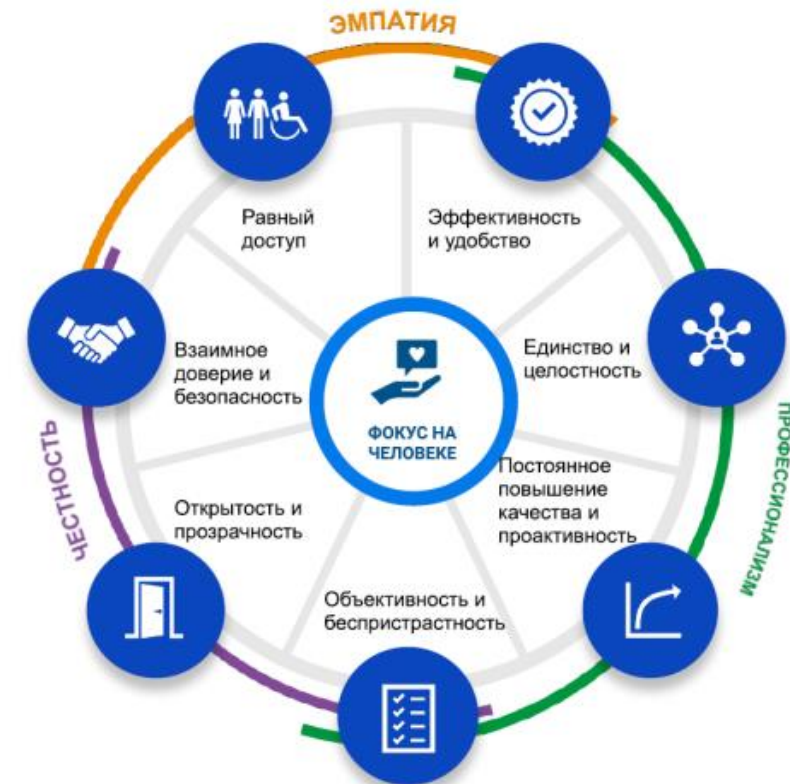 ЭМПАТИЯ
Равный
доступ
Эффективность
и удобство
Взаимное
доверие и
безопасность
Единство и
целостность
ФОКУС НА
ЧЕЛОВЕКЕ
ЧЕСТНОСТЬ
ПРОФЕССИОНАЛИЗМ
Открытость и
прозрачность
Постоянное
повышение
качества и
проактивность
Объективность и
беспристрастность